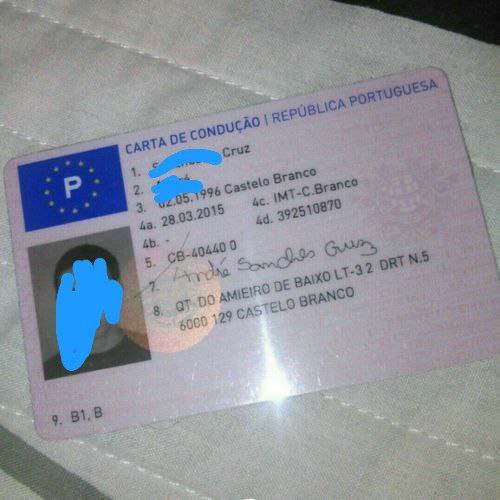 CARTA DE CONDUÇÃO | REPÚBLICA PORTUGUESA
P
1. Cruz
2.
3. 02.05.1996 Castelo Branco
4a. 28.03.2015 4c. IMT-C.Branco
4b. - 4d. 392510870
5. CB-40440 0
7. André Sanches Cruz
8. QT DO AMIEIRO DE BAIXO LT-32 DRT N.5
6000 129 CASTELO BRANCO
9. B1, B